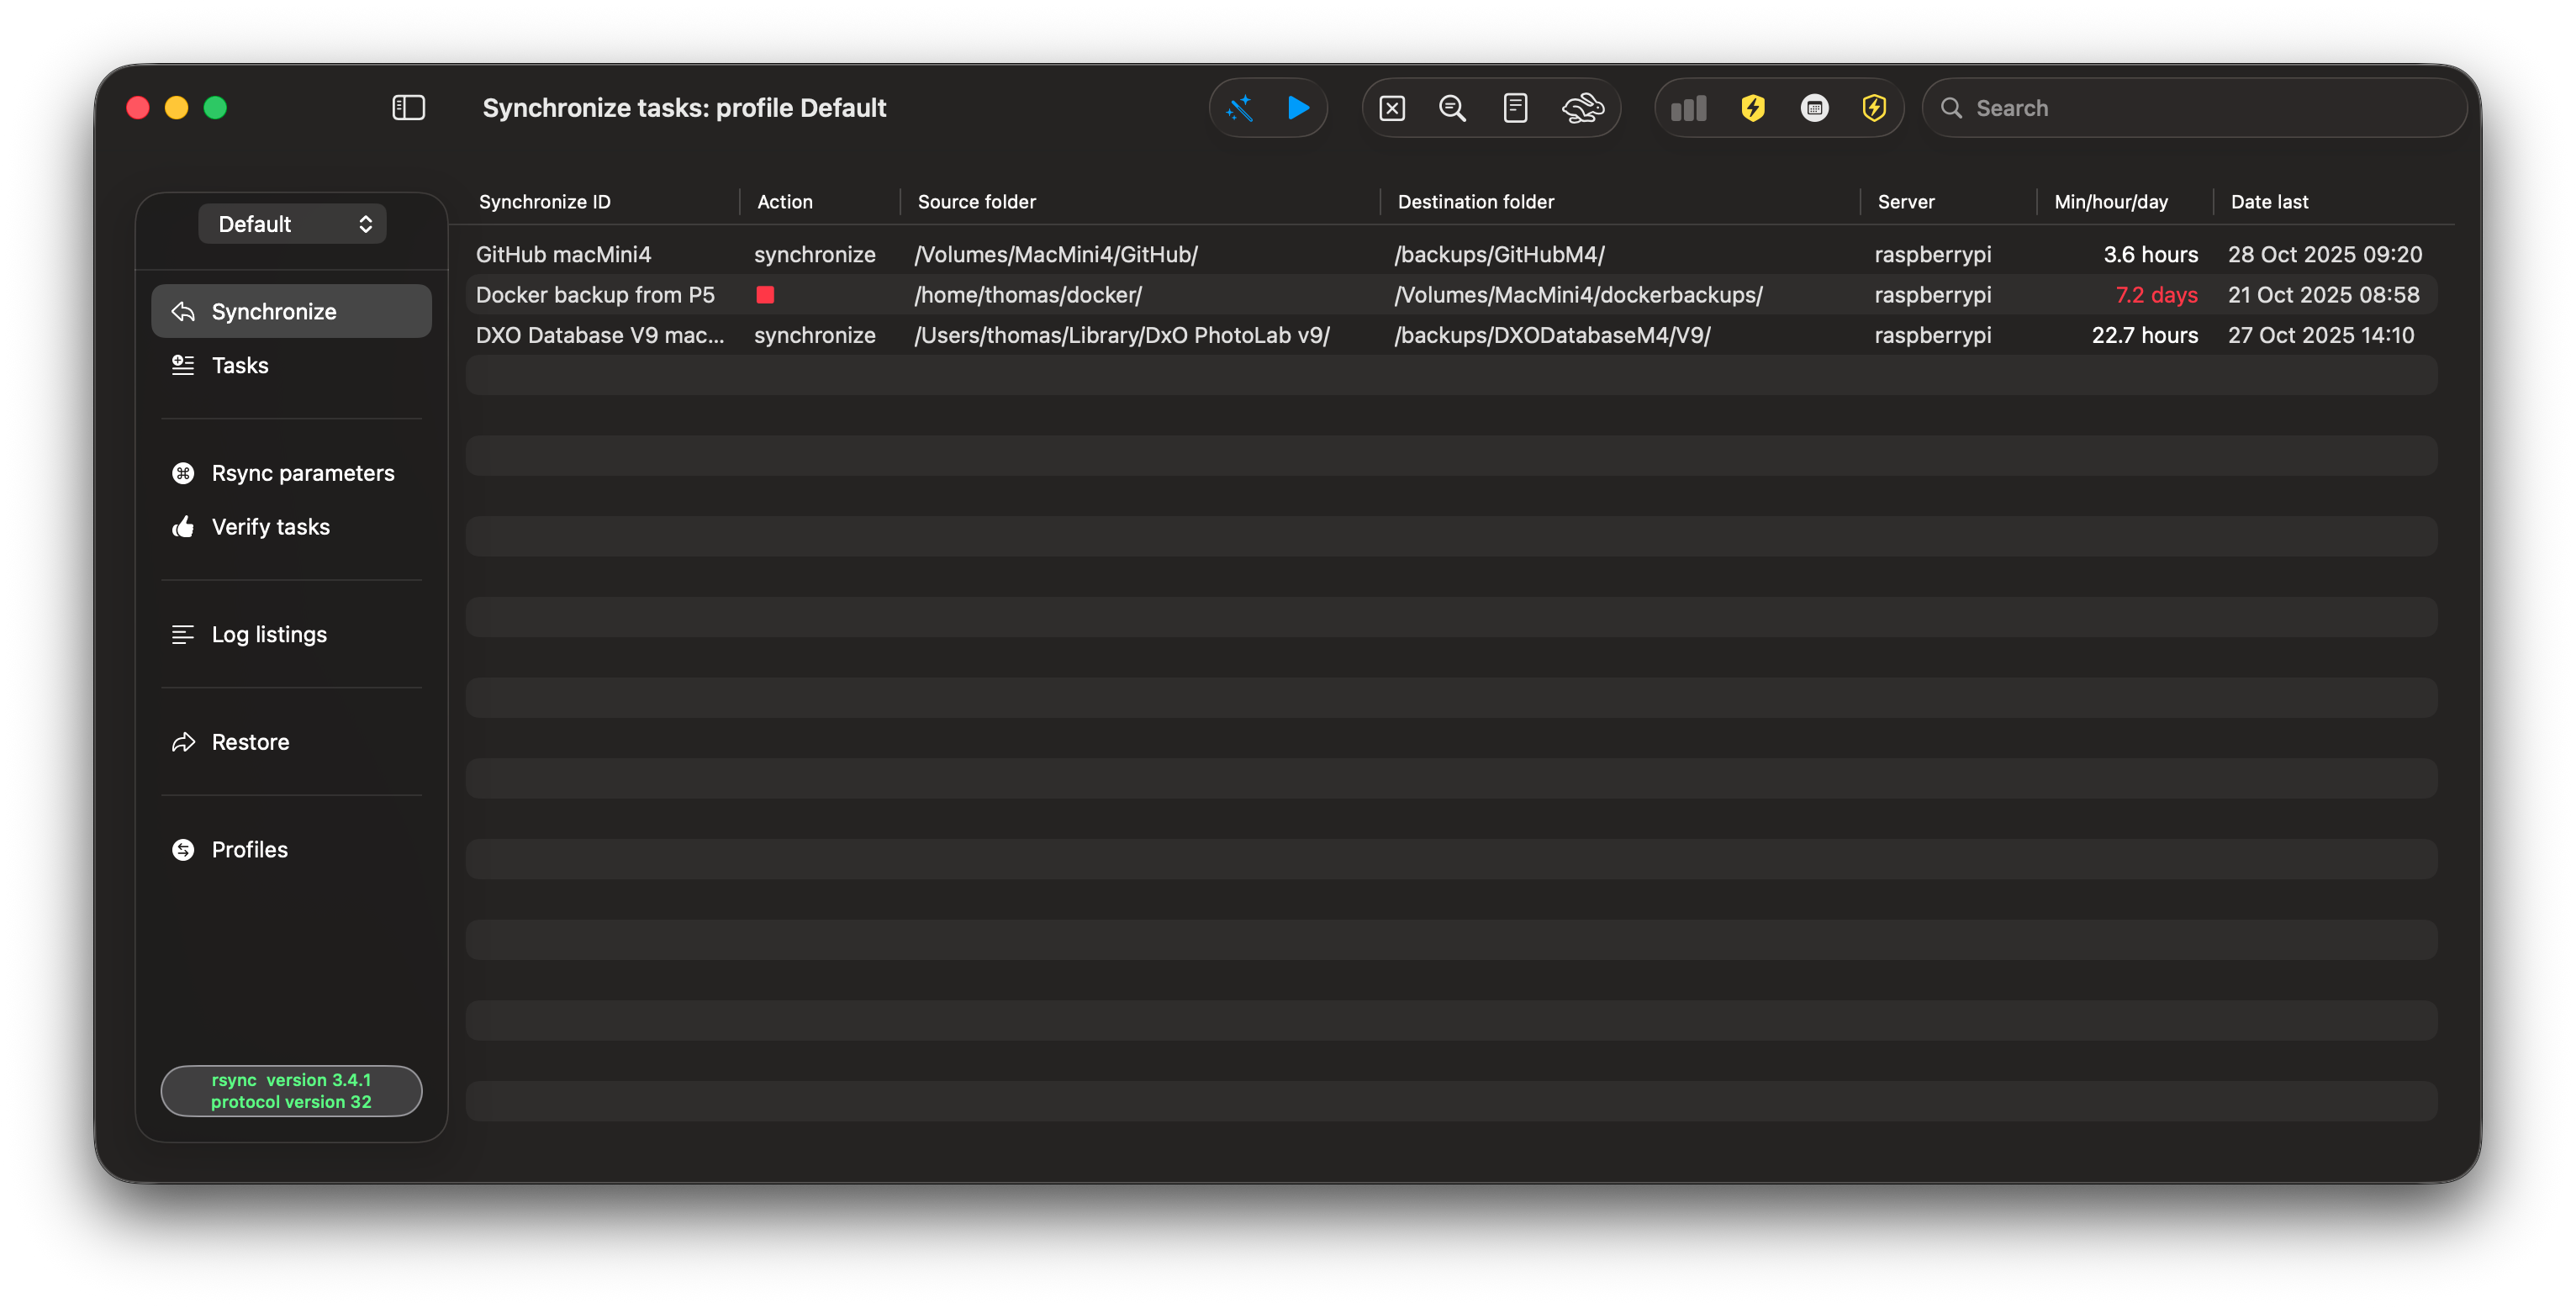 Synchronize tasks: profile Default
Search
Default
Synchronize
Tasks
Rsync parameters
Verify tasks
Log listings
Restore
Profiles
rsync version 3.4.1
protocol version 32
Synchronize ID Action Source folder Destination folder Server Min/hour/day Date last
GitHub macMini4 synchronize /Volumes/MacMini4/GitHub/ /backups/GitHubM4/ raspberrypi 3.6 hours 28 Oct 2025 09:20
Docker backup from P5 /home/thomas/docker/ /Volumes/MacMini4/dockerbackups/ raspberrypi 7.2 days 21 Oct 2025 08:58
DXO Database V9 mac... synchronize /Users/thomas/Library/DxO PhotoLab v9/ /backups/DXODatabaseM4/V9/ raspberrypi 22.7 hours 27 Oct 2025 14:10